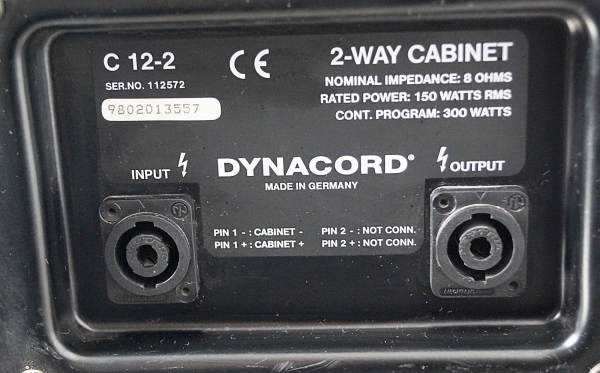 C 12-2
SER.NO. 112572
9802013557
CE
2-WAY CABINET
NOMINAL IMPEDANCE: 8 OHMS
RATED POWER: 150 WATTS RMS
CONT. PROGRAM: 300 WATTS
INPUT
DYNACORD®
MADE IN GERMANY
OUTPUT
PIN 1 - : CABINET - PIN 2 - : NOT CONN.
PIN 1 + : CABINET + PIN 2 + : NOT CONN.